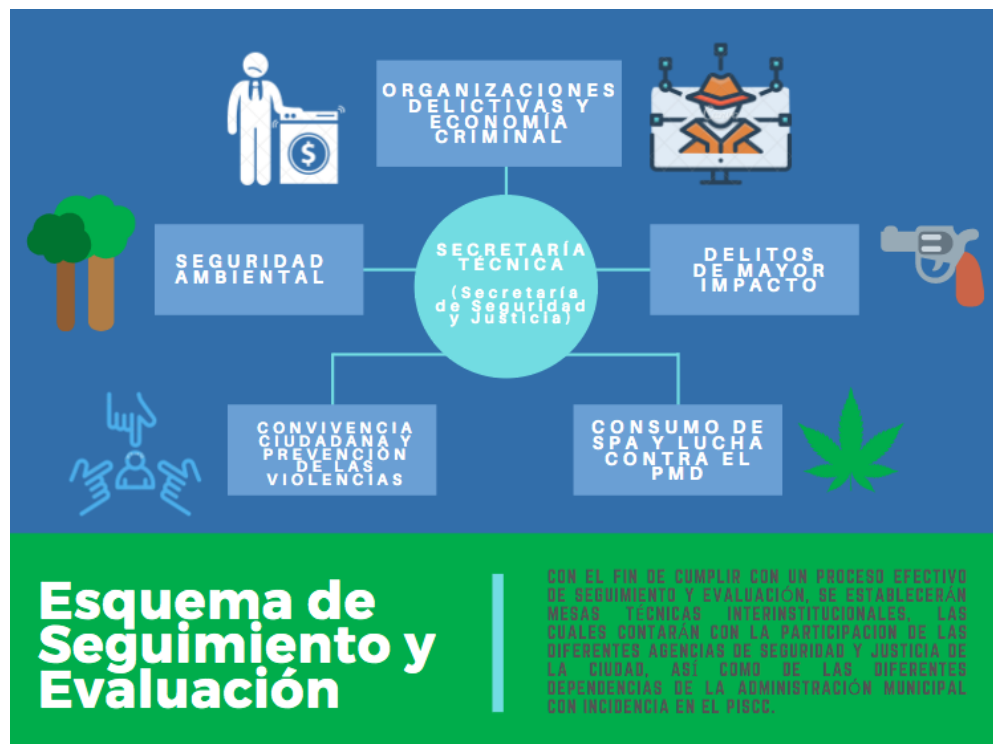 ORGANIZACIONES
DELICTIVAS Y
ECONOMÍA
CRIMINAL
$
SEGURIDAD
AMBIENTAL
SECRETARÍA
TÉCNICA
(Secretaría
de Seguridad
y Justicia)
DELITOS
DE MAYOR
IMPACTO
CONVIVENCIA
CIUDADANA Y
PREVENCIÓN
DE LAS
VIOLENCIAS
CONSUMO DE
SPA Y LUCHA
CONTRA EL
PMD
Esquema de
Seguimiento y
Evaluación
CON EL FIN DE CUMPLIR CON UN PROCESO EFECTIVO
DE SEGUIMIENTO Y EVALUACIÓN, SE ESTABLECERÁN
MESAS TÉCNICAS INTERINSTITUCIONALES, LAS
CUALES CONTARÁN CON LA PARTICIPACION DE LAS
DIFERENTES AGENCIAS DE SEGURIDAD Y JUSTICIA DE
LA CIUDAD, ASÍ COMO DE LAS DIFERENTES
DEPENDENCIAS DE LA ADMINISTRACIÓN MUNICIPAL
CON INCIDENCIA EN EL PISCC.